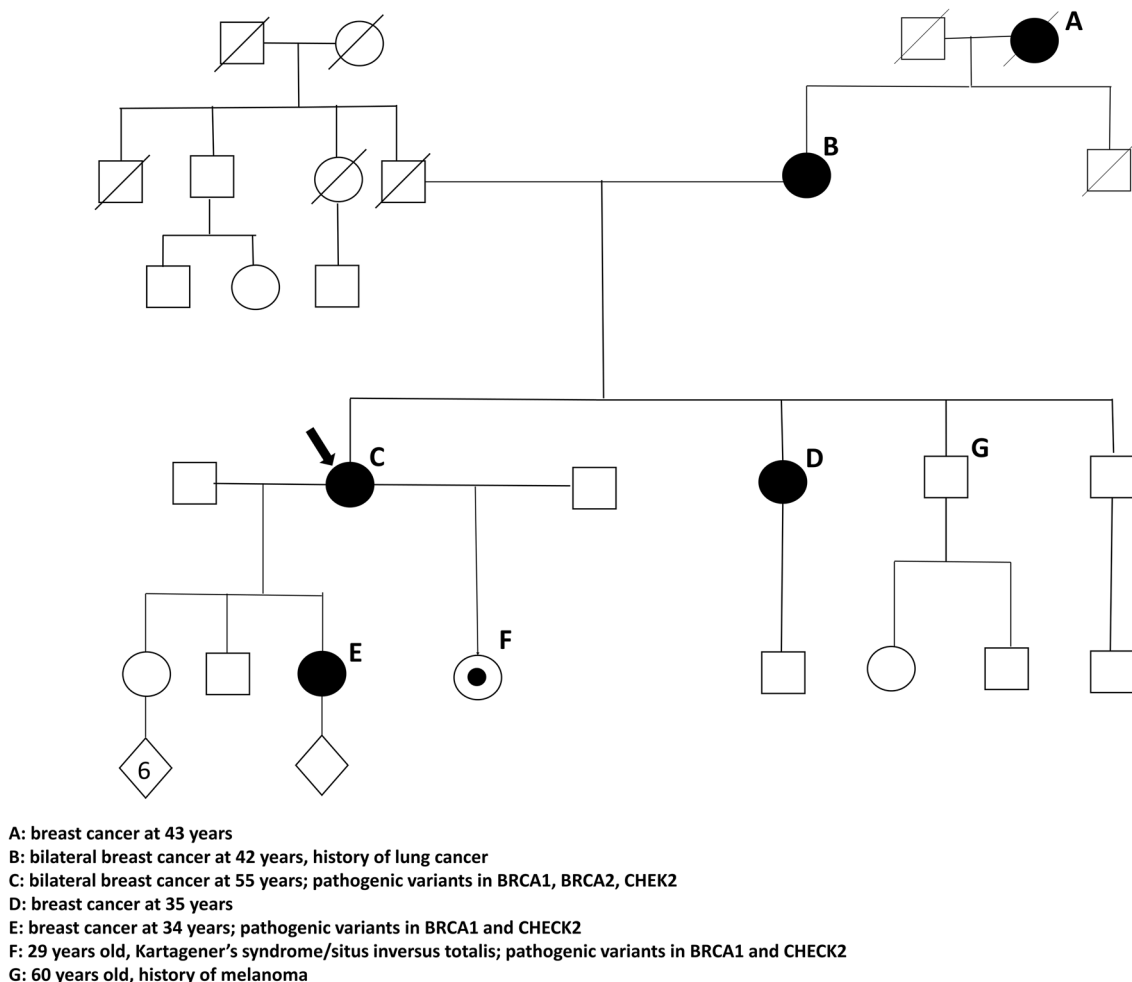 A
B
C
D
G
E
F
6
A: breast cancer at 43 years
B: bilateral breast cancer at 42 years, history of lung cancer
C: bilateral breast cancer at 55 years; pathogenic variants in BRCA1, BRCA2, CHEK2
D: breast cancer at 35 years
E: breast cancer at 34 years; pathogenic variants in BRCA1 and CHECK2
F: 29 years old, Kartagener’s syndrome/situs inversus totalis; pathogenic variants in BRCA1 and CHECK2
G: 60 years old, history of melanoma